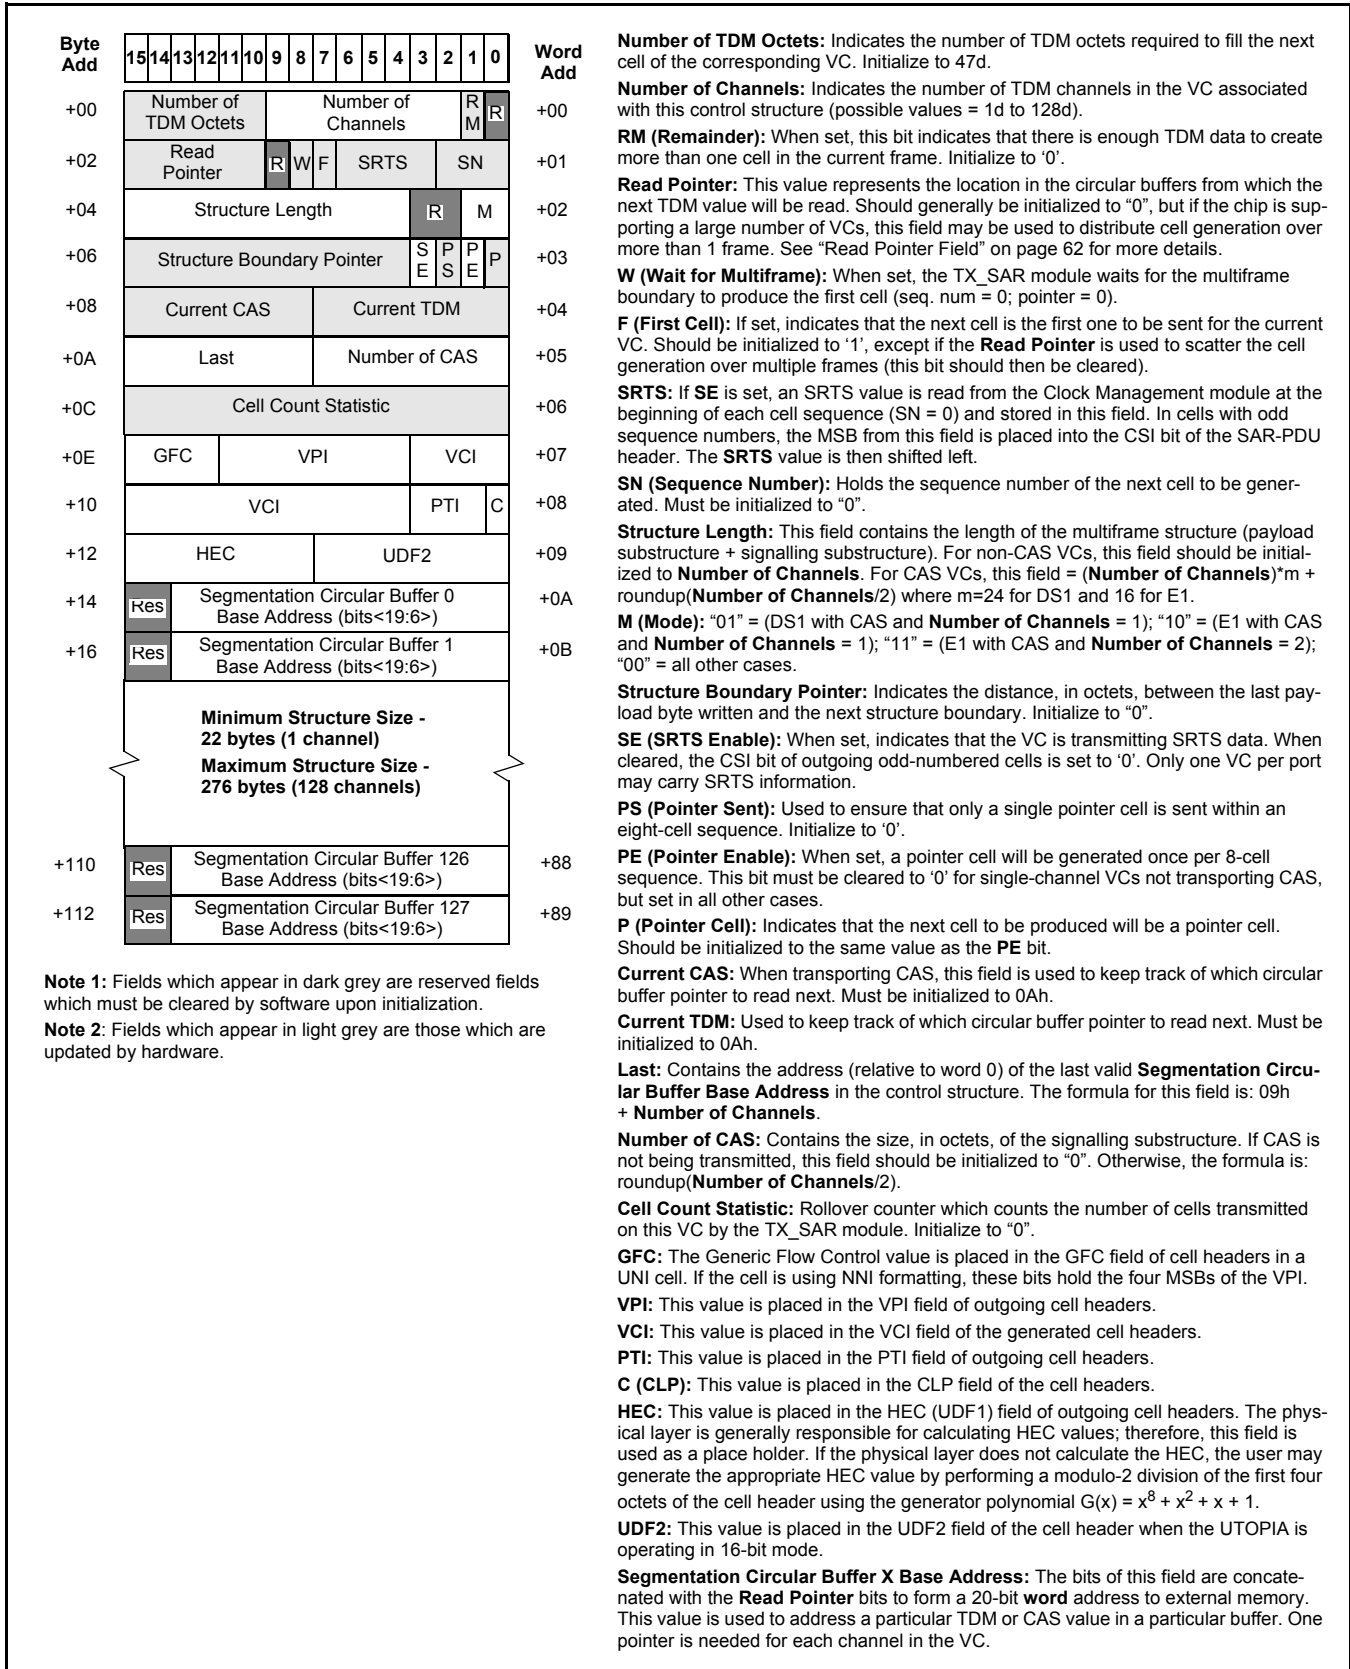 Byte Add
15 14 13 12 11 10 9 8 7 6 5 4 3 2 1 0
Word Add
+00
Number of TDM Octets
Number of Channels
RM
R
+00
+02
Read Pointer
R
W
F
SRTS
SN
+01
+04
Structure Length
R
M
+02
+06
Structure Boundary Pointer
SE
PS
PE
P
+03
+08
Current CAS
Current TDM
+04
+0A
Last
Number of CAS
+05
+0C
Cell Count Statistic
+06
+0E
GFC
VPI
VCI
+07
+10
VCI
PTI
C
+08
+12
HEC
UDF2
+09
+14
Res
Segmentation Circular Buffer 0
Base Address (bits<19:6>)
+0A
+16
Res
Segmentation Circular Buffer 1
Base Address (bits<19:6>)
+0B
Minimum Structure Size -
22 bytes (1 channel)
Maximum Structure Size -
276 bytes (128 channels)
+110
Res
Segmentation Circular Buffer 126
Base Address (bits<19:6>)
+88
+112
Res
Segmentation Circular Buffer 127
Base Address (bits<19:6>)
+89
Note 1: Fields which appear in dark grey are reserved fields
which must be cleared by software upon initialization.
Note 2: Fields which appear in light grey are those which are
updated by hardware.
Number of TDM Octets: Indicates the number of TDM octets required to fill the next
cell of the corresponding VC. Initialize to 47d.
Number of Channels: Indicates the number of TDM channels in the VC associated
with this control structure (possible values = 1d to 128d).
RM (Remainder): When set, this bit indicates that there is enough TDM data to create
more than one cell in the current frame. Initialize to ‘0’.
Read Pointer: This value represents the location in the circular buffers from which the
next TDM value will be read. Should generally be initialized to “0”, but if the chip is sup-
porting a large number of VCs, this field may be used to distribute cell generation over
more than 1 frame. See “Read Pointer Field” on page 62 for more details.
W (Wait for Multiframe): When set, the TX_SAR module waits for the multiframe
boundary to produce the first cell (seq. num = 0; pointer = 0).
F (First Cell): If set, indicates that the next cell is the first one to be sent for the current
VC. Should be initialized to ‘1’, except if the Read Pointer is used to scatter the cell
generation over multiple frames (this bit should then be cleared).
SRTS: If SE is set, an SRTS value is read from the Clock Management module at the
beginning of each cell sequence (SN = 0) and stored in this field. In cells with odd
sequence numbers, the MSB from this field is placed into the CSI bit of the SAR-PDU
header. The SRTS value is then shifted left.
SN (Sequence Number): Holds the sequence number of the next cell to be gener-
ated. Must be initialized to “0”.
Structure Length: This field contains the length of the multiframe structure (payload
substructure + signalling substructure). For non-CAS VCs, this field should be initial-
ized to Number of Channels. For CAS VCs, this field = (Number of Channels)*m +
roundup(Number of Channels/2) where m=24 for DS1 and 16 for E1.
M (Mode): “01” = (DS1 with CAS and Number of Channels = 1); “10” = (E1 with CAS
and Number of Channels = 1); “11” = (E1 with CAS and Number of Channels = 2);
“00” = all other cases.
Structure Boundary Pointer: Indicates the distance, in octets, between the last pay-
load byte written and the next structure boundary. Initialize to “0”.
SE (SRTS Enable): When set, indicates that the VC is transmitting SRTS data. When
cleared, the CSI bit of outgoing odd-numbered cells is set to ‘0’. Only one VC per port
may carry SRTS information.
PS (Pointer Sent): Used to ensure that only a single pointer cell is sent within an
eight-cell sequence. Initialize to ‘0’.
PE (Pointer Enable): When set, a pointer cell will be generated once per 8-cell
sequence. This bit must be cleared to ‘0’ for single-channel VCs not transporting CAS,
but set in all other cases.
P (Pointer Cell): Indicates that the next cell to be produced will be a pointer cell.
Should be initialized to the same value as the PE bit.
Current CAS: When transporting CAS, this field is used to keep track of which circular
buffer pointer to read next. Must be initialized to 0Ah.
Current TDM: Used to keep track of which circular buffer pointer to read next. Must be
initialized to 0Ah.
Last: Contains the address (relative to word 0) of the last valid Segmentation Circu-
lar Buffer Base Address in the control structure. The formula for this field is: 09h
+ Number of Channels.
Number of CAS: Contains the size, in octets, of the signalling substructure. If CAS is
not being transmitted, this field should be initialized to “0”. Otherwise, the formula is:
roundup(Number of Channels/2).
Cell Count Statistic: Rollover counter which counts the number of cells transmitted
on this VC by the TX_SAR module. Initialize to “0”.
GFC: The Generic Flow Control value is placed in the GFC field of cell headers in a
UNI cell. If the cell is using NNI formatting, these bits hold the four MSBs of the VPI.
VPI: This value is placed in the VPI field of outgoing cell headers.
VCI: This value is placed in the VCI field of the generated cell headers.
PTI: This value is placed in the PTI field of outgoing cell headers.
C (CLP): This value is placed in the CLP field of the cell headers.
HEC: This value is placed in the HEC (UDF1) field of outgoing cell headers. The phys-
ical layer is generally responsible for calculating HEC values; therefore, this field is
used as a place holder. If the physical layer does not calculate the HEC, the user may
generate the appropriate HEC value by performing a modulo-2 division of the first four
octets of the cell header using the generator polynomial G(x) = x⁸ + x² + x + 1.
UDF2: This value is placed in the UDF2 field of the cell header when the UTOPIA is
operating in 16-bit mode.
Segmentation Circular Buffer X Base Address: The bits of this field are concate-
nated with the Read Pointer bits to form a 20-bit word address to external memory.
This value is used to address a particular TDM or CAS value in a particular buffer. One
pointer is needed for each channel in the VC.